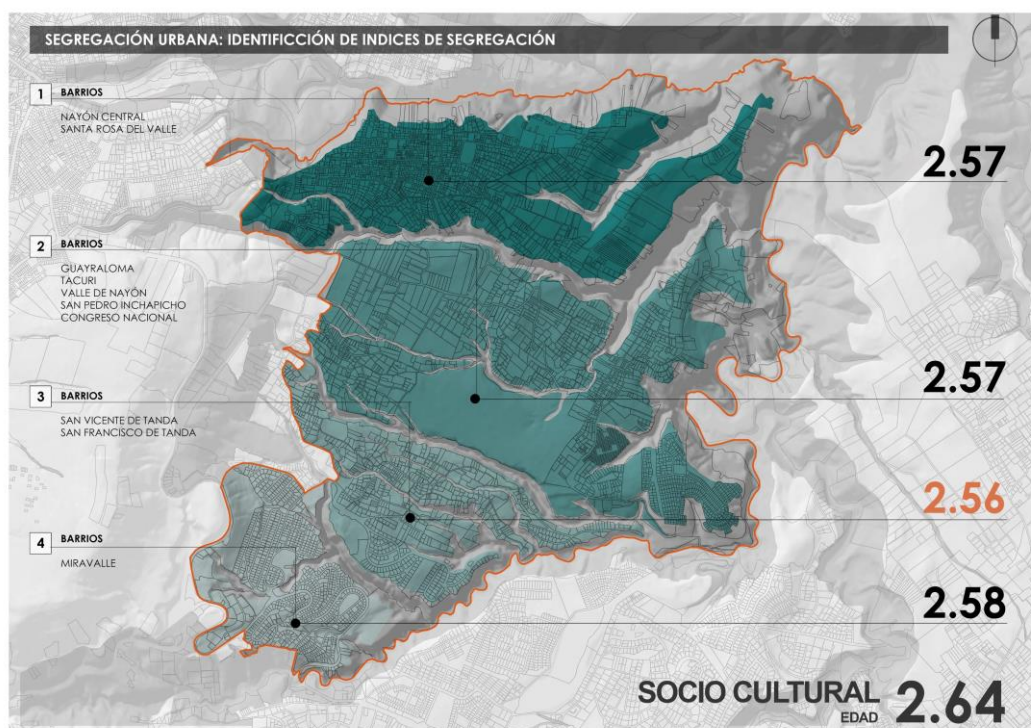 SEGREGACIÓN URBANA: IDENTIFICCIÓN DE INDICES DE SEGREGACIÓN
1 BARRIOS
NAYÓN CENTRAL
SANTA ROSA DEL VALLE
2.57
2 BARRIOS
GUAYRALOMA
TACURI
VALLE DE NAYÓN
SAN PEDRO INCHAPICHO
CONGRESO NACIONAL
2.57
3 BARRIOS
SAN VICENTE DE TANDA
SAN FRANCISCO DE TANDA
2.56
4 BARRIOS
MIRAVALLE
2.58
SOCIO CULTURAL 2.64
EDAD